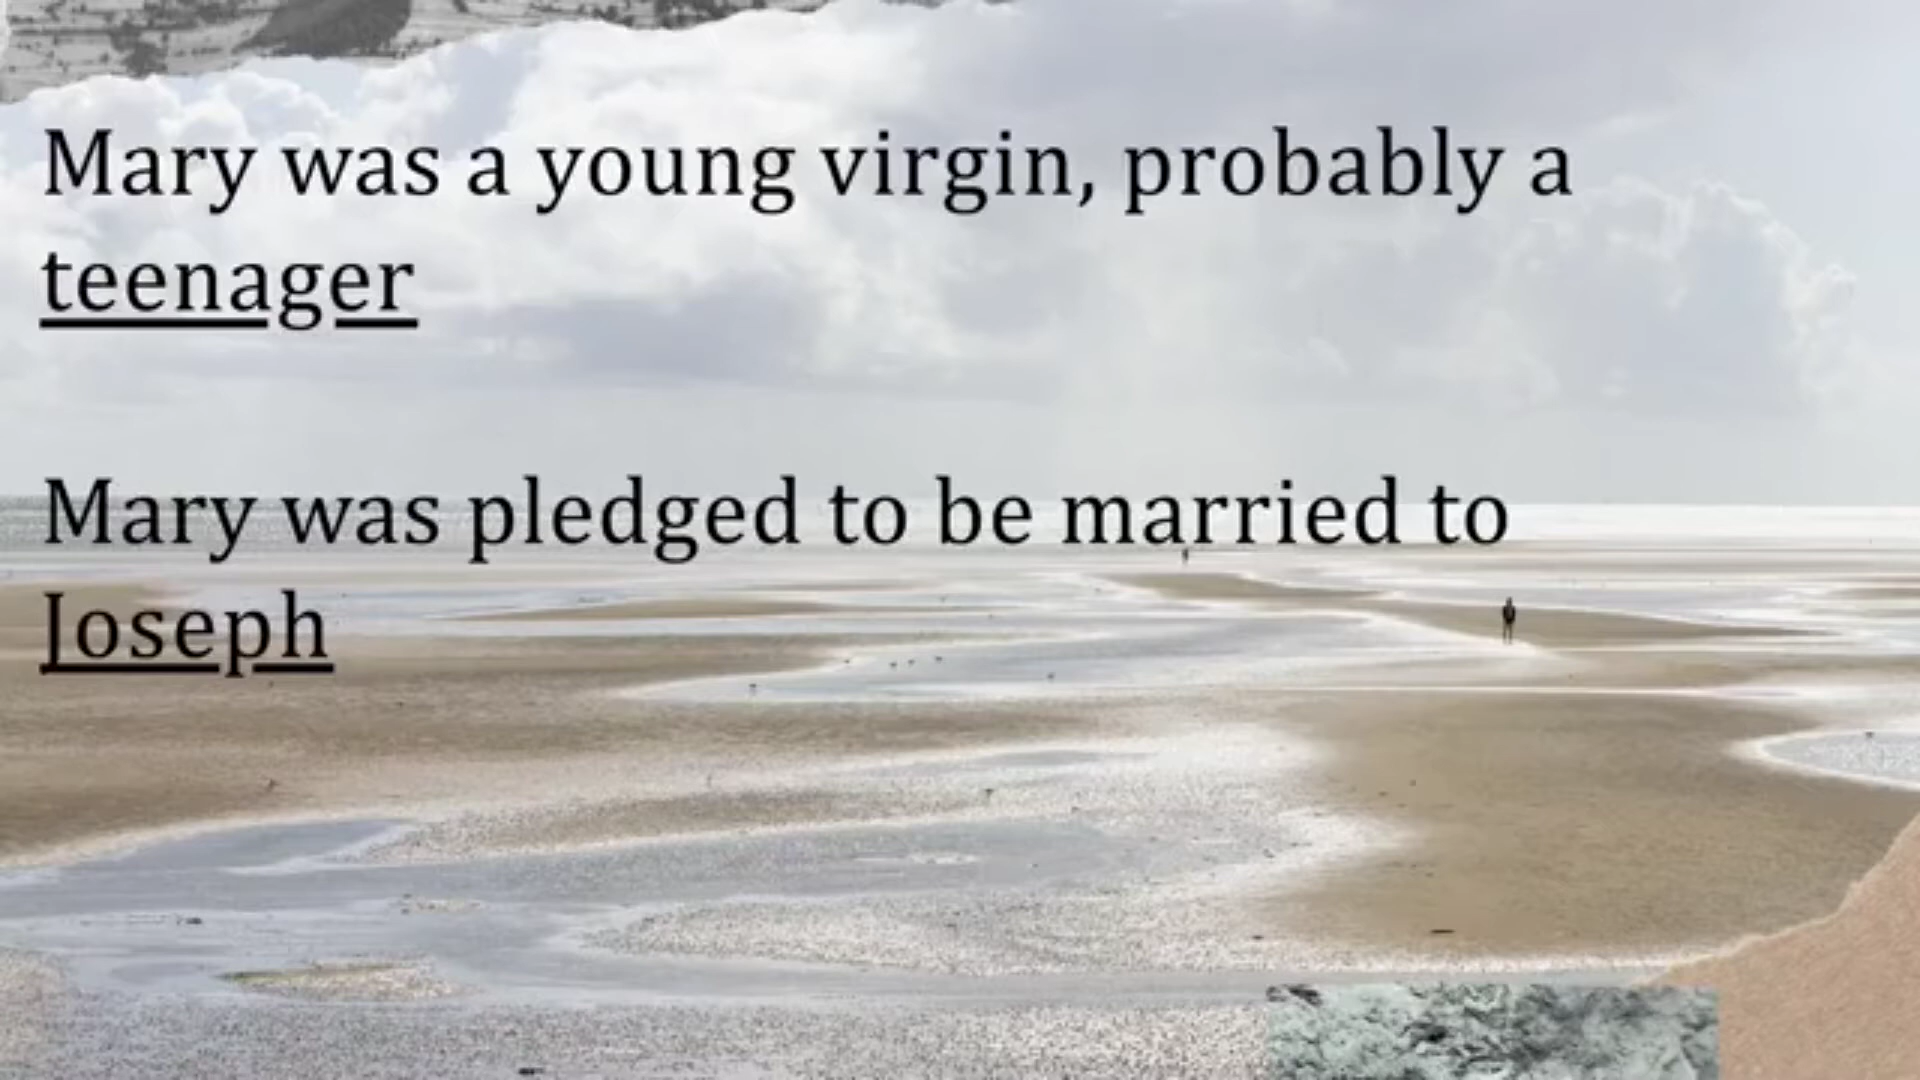 Mary was a young virgin, probably a
teenager
Mary was pledged to be married to
Joseph